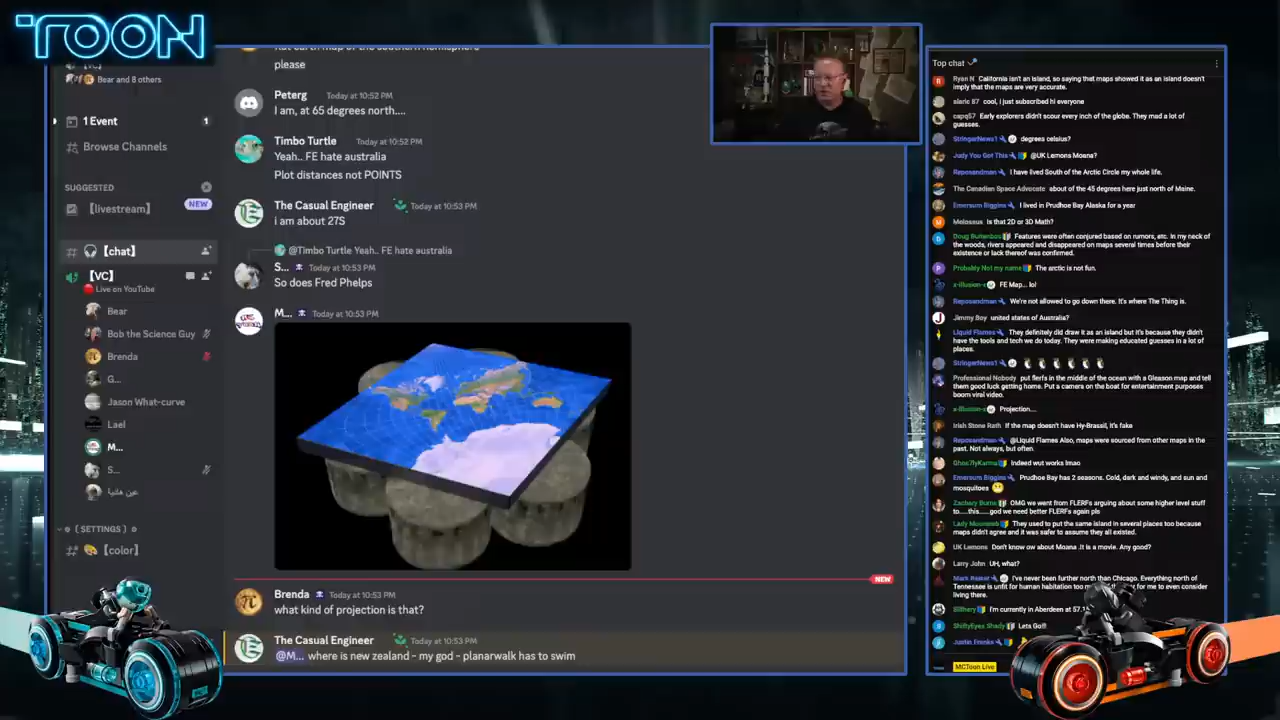 TOON
Bear and 8 others
1 Event
1
Browse Channels
SUGGESTED
[livestream]
NEW
[chat]
[VC]
Live on YouTube
Bear
Bob the Science Guy
Brenda
G...
Jason What-curve
Lael
M...
S...
عين هانية
( SETTINGS )
[color]
please
Peterg Today at 10:52 PM
I am, at 65 degrees north....
Timbo Turtle Today at 10:52 PM
Yeah.. FE hate australia
Plot distances not POINTS
The Casual Engineer Today at 10:53 PM
i am about 27S
@Timbo Turtle Yeah.. FE hate australia
S... Today at 10:53 PM
So does Fred Phelps
M... Today at 10:53 PM
NEW
Brenda Today at 10:53 PM
what kind of projection is that?
The Casual Engineer Today at 10:53 PM
@M... where is new zealand - my god - planarwalk has to swim
Top chat
Ryan N California isn't an island, so saying that maps showed it as an island doesn't
imply that the maps are very accurate.
alaric 87 cool, i just subscribed hi everyone
Early explorers didn't scour every inch of the globe. They mad a lot of
guesses.
StringerNews1 degrees celsius?
Judy You Got This @UK Lemons Moana?
Reposandman I have lived South of the Arctic Circle my whole life.
The Canadian Space Advocate about of the 45 degrees here just north of Maine.
Emersum Biggins I lived in Prudhoe Bay Alaska for a year
Is that 2D or 3D Math?
Features were often conjured based on rumors, etc. In my neck of
the woods, rivers appeared and disappeared on maps several times before their
existence or lack thereof was confirmed.
Probably Not my name The arctic is not fun.
x-illusion-x FE Map... lol
Reposandman We're not allowed to go down there. It's where The Thing is.
Jimmy Boy united states of Australia?
Liquid Flames They definitely did draw it as an island but it's because they didn't
have the tools and tech we do today. They were making educated guesses in a lot of
places.
StringerNews1
Professional Nobody put flerfs in the middle of the ocean with a Gleason map and tell
them good luck getting home. Put a camera on the boat for entertainment purposes
boom viral video.
x-illusion-x Projection....
Irish Stone Rath If the map doesn't have Hy-Brasail, it's fake
Reposandman @Liquid Flames Also, maps were sourced from other maps in the
past. Not always, but often.
Indeed wut works lmao
Emersum Biggins Prudhoe Bay has 2 seasons. Cold, dark and windy, and sun and
mosquitoes
OMG we went from FLERFs arguing about some higher level stuff
to.....this......god we need better FLERFs again pls
They used to put the same island in several places too because
maps didn't agree and it was safer to assume they all existed.
UK Lemons Don't know ow about Moana .It is a movie. Any good?
Larry John UH, what?
I've never been further north than Chicago. Everything north of
Tennessee is unfit for human habitation too
for me to even consider
living there.
I'm currently in Aberdeen at 57.1
ShiftyEyes Shady Lets Go!!
Justin
MCToon Live